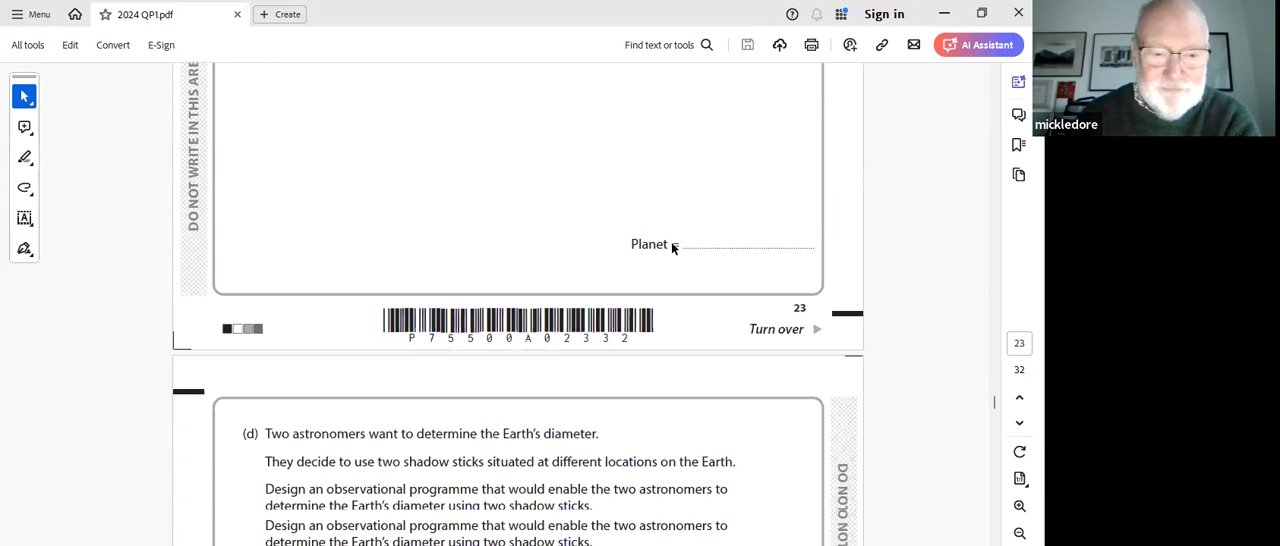 Menu
2024 QP1.pdf
Create
Sign in
All tools
Edit
Convert
E-Sign
Find text or tools
AI Assistant
mickledore
DO NOT WRITE IN THIS ARE
Planet =
23
P 7 5 5 0 0 A 0 2 3 3 2
Turn over
23
32
(d) Two astronomers want to determine the Earth's diameter.
They decide to use two shadow sticks situated at different locations on the Earth.
Design an observational programme that would enable the two astronomers to
determine the Earth's diameter using two shadow sticks.
Design an observational programme that would enable the two astronomers to
determine the Earth's diameter using two shadow sticks.
DO NOT